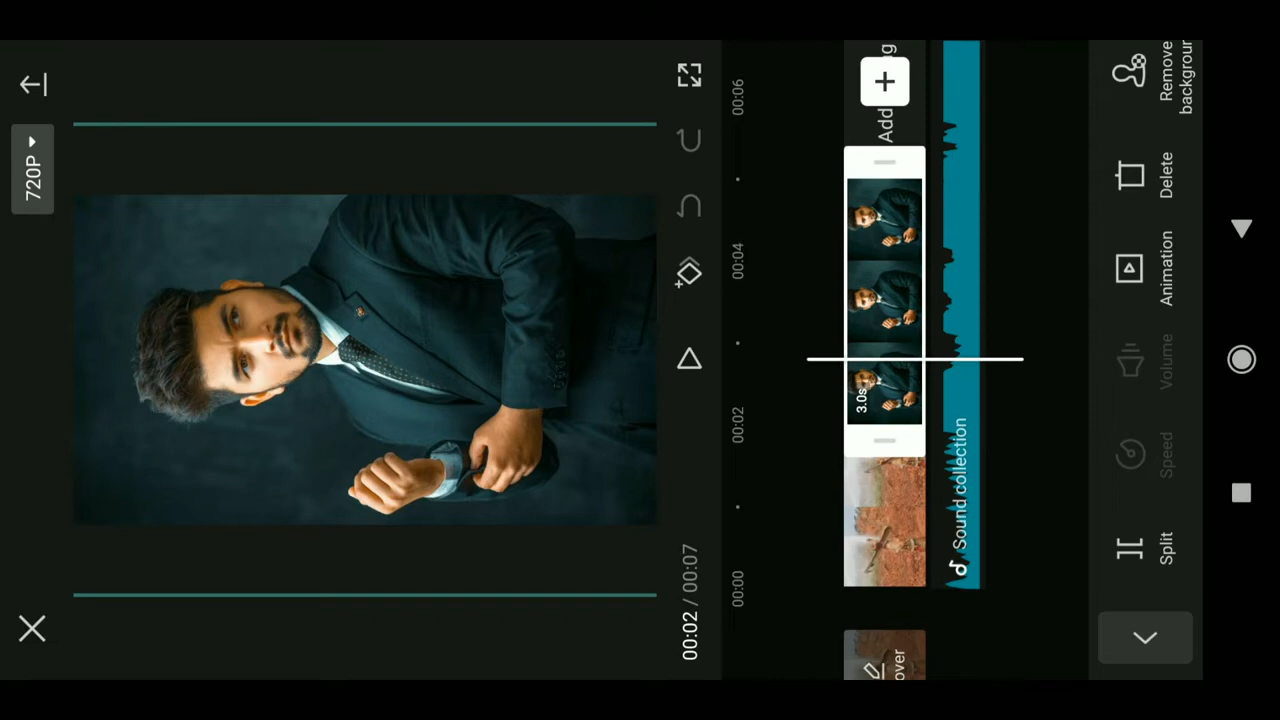 720P
00:02 / 00:07
00:00
00:02
00:04
00:06
3.0s
Add
g
over
Sound collection
Split
Speed
Volume
Animation
Delete
Remove
backgroun